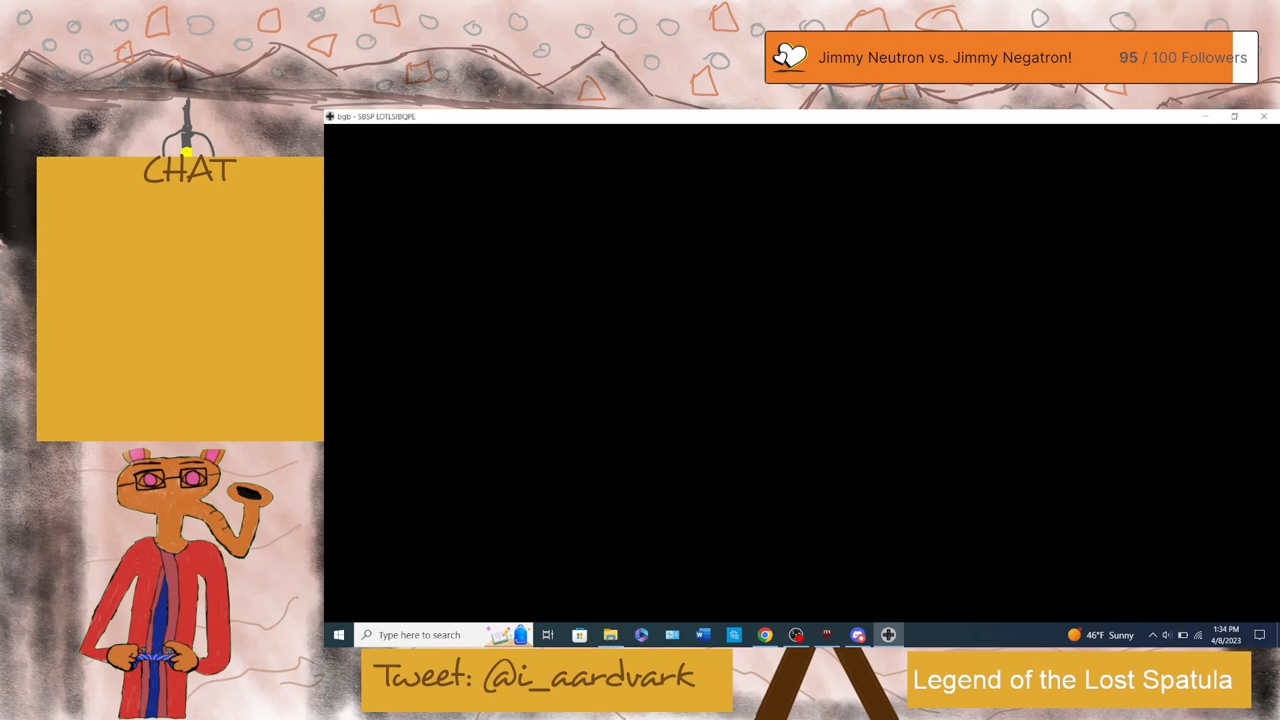 Jimmy Neutron vs. Jimmy Negatron! 95 / 100 Followers
bgb - SBSP LOTLSIBQPE
CHAT
Type here to search
46°F Sunny
1:34 PM
4/8/2023
Tweet: @i_aardvark
Legend of the Lost Spatula